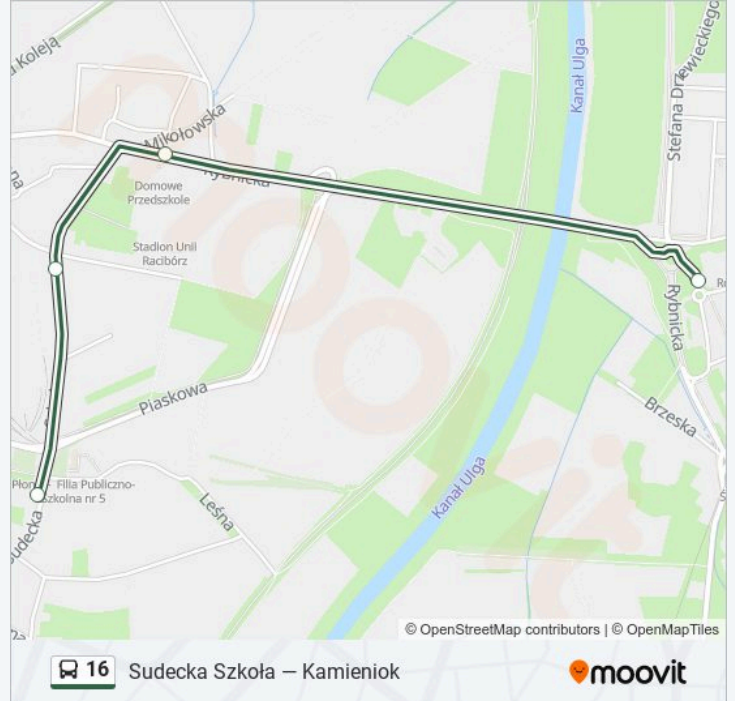 Koleją
Mikołowska
Rybnicka
Domowe
Przedszkole
Stadion Unii
Racibórz
Piaskowa
Filia Publiczno-
Szkolna nr 5
Sudecka
Leśna
Kanał Ulga
Kanał Ulga
Stefana Drzewieckiego
Rybnicka
Brzeska
© OpenStreetMap contributors | © OpenMapTiles
16 Sudecka Szkoła — Kamieniok
moovit